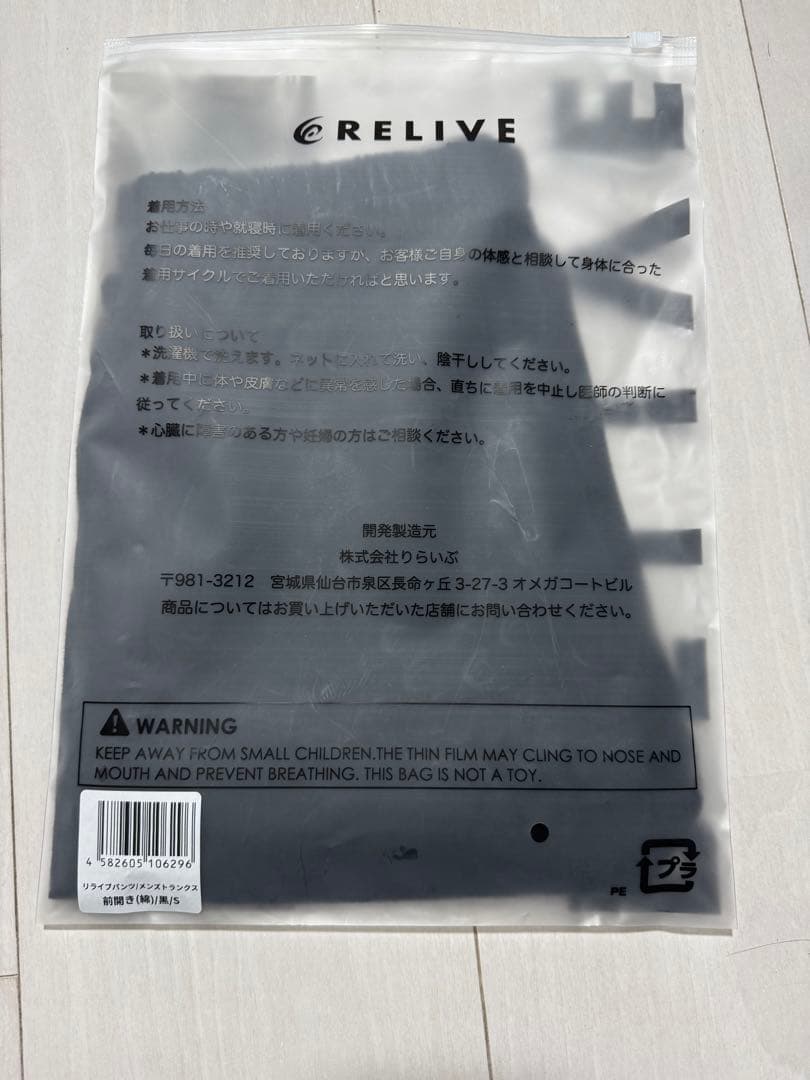 RELIVE
着用方法
お仕事の時や就寝時に着用ください。
毎日の着用を推奨しておりますが、お客様ご自身の体感と相談して身体に合った
着用サイクルでご着用いただければと思います。
取り扱いについて
*洗濯機で洗えます。ネットに入れて洗い、陰干ししてください。
*着用中に体や皮膚などに異常を感じた場合、直ちに着用を中止し医師の判断に
従ってください。
*心臓に障害のある方や妊婦の方はご相談ください。
開発製造元
株式会社りらいぶ
〒981-3212 宮城県仙台市泉区長命ヶ丘 3-27-3 オメガコートビル
商品についてはお買い上げいただいた店舗にお問い合わせください。
WARNING
KEEP AWAY FROM SMALL CHILDREN.THE THIN FILM MAY CLING TO NOSE AND
MOUTH AND PREVENT BREATHING. THIS BAG IS NOT A TOY.
4 582605 106296
リライブパンツ/メンズトランクス
前開き(綿)/黒/S
PE
プラ